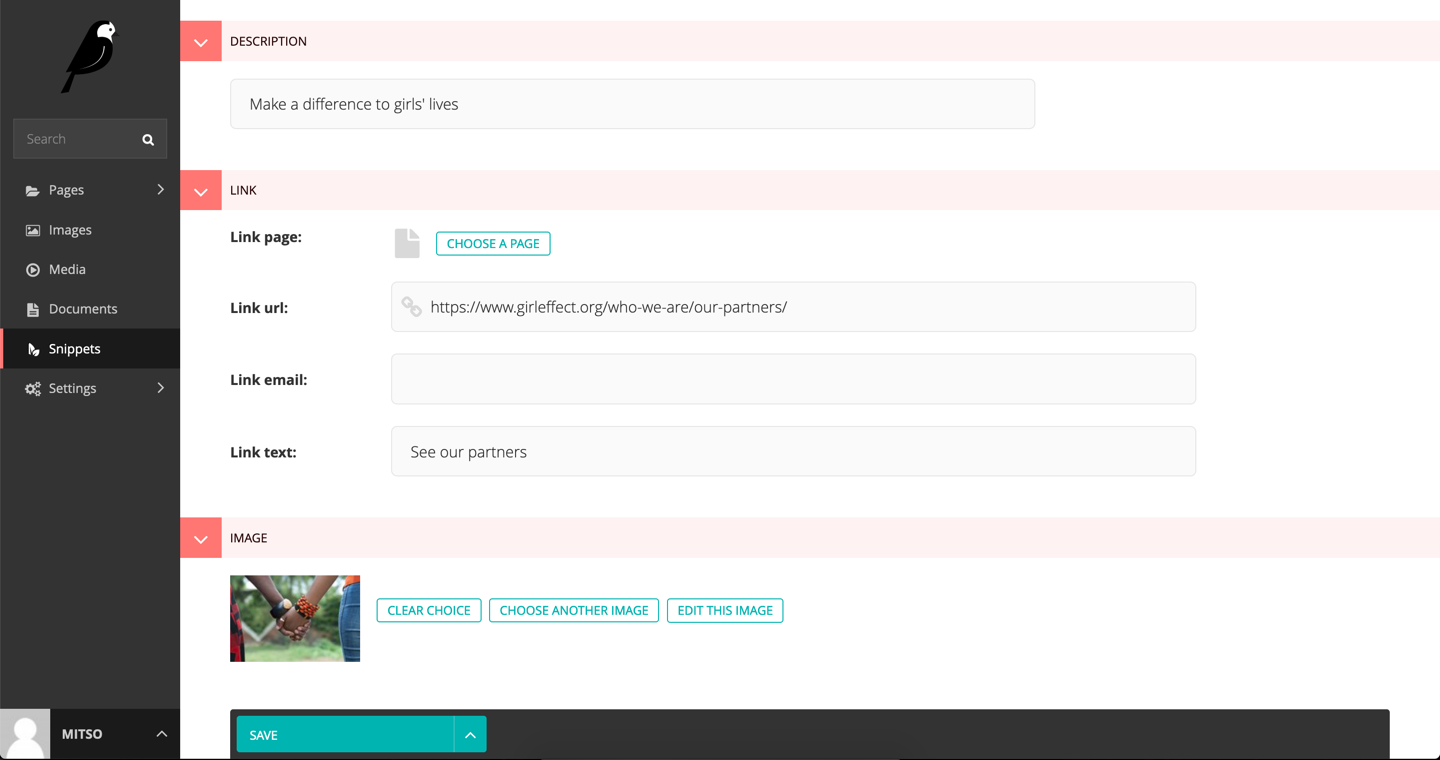 Search
Pages
Images
Media
Documents
Snippets
Settings
MITSO
DESCRIPTION
Make a difference to girls' lives
LINK
Link page:
CHOOSE A PAGE
Link url:
https://www.girleffect.org/who-we-are/our-partners/
Link email:
Link text:
See our partners
IMAGE
CLEAR CHOICE
CHOOSE ANOTHER IMAGE
EDIT THIS IMAGE
SAVE